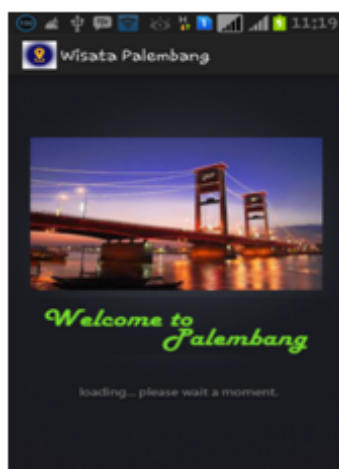 11:19
Wisata Palembang
Welcome to
Palembang
loading... please wait a moment.